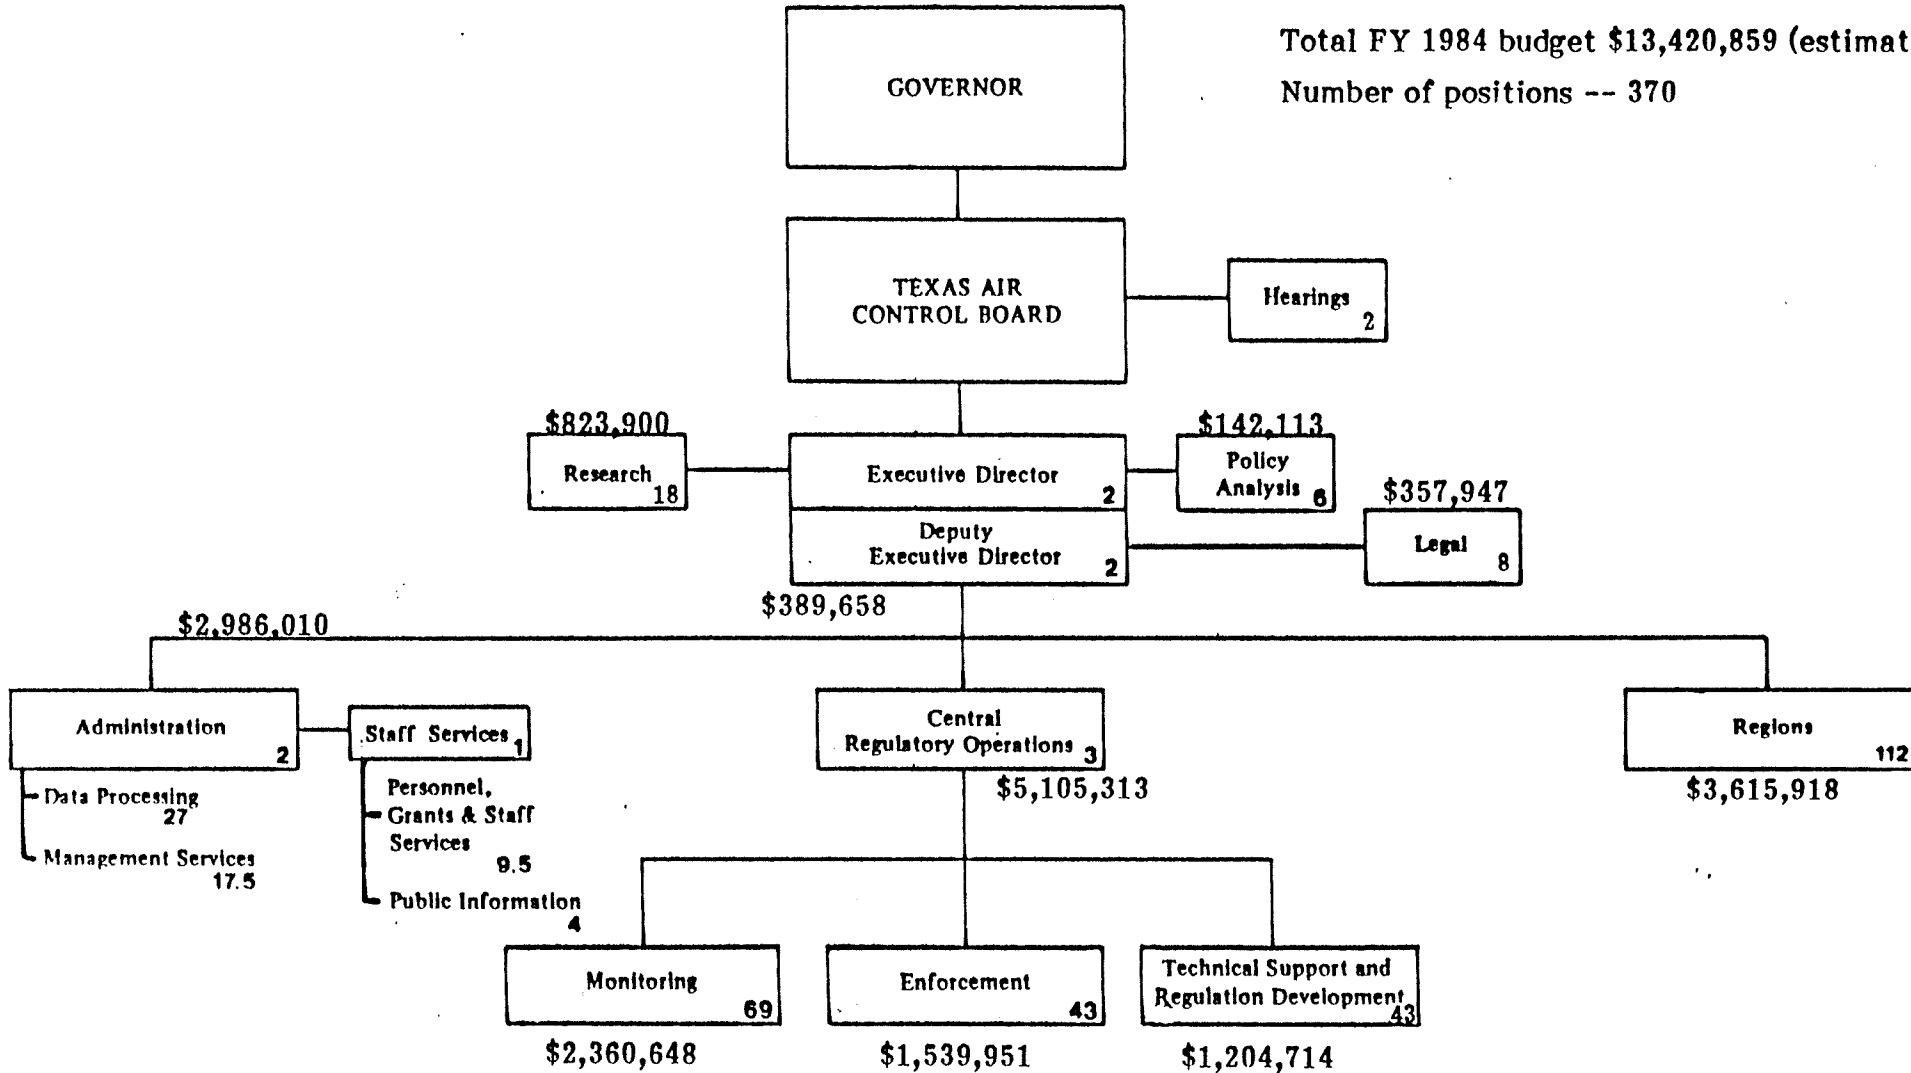 Total FY 1984 budget $13,420,859 (estimat
Number of positions -- 370
GOVERNOR
TEXAS AIR
CONTROL BOARD
Hearings
2
$823,900
Research
18
Executive Director
2
$142,113
Policy
Analysis 6
Deputy
Executive Director
2
$357,947
Legal
8
$389,658
$2,986,010
Administration
2
Staff Services 1
Data Processing
27
Management Services
17.5
Personnel,
Grants & Staff
Services
9.5
Public Information
4
Central
Regulatory Operations 3
$5,105,313
Regions
112
$3,615,918
Monitoring
69
$2,360,648
Enforcement
43
$1,539,951
Technical Support and
Regulation Development
43
$1,204,714